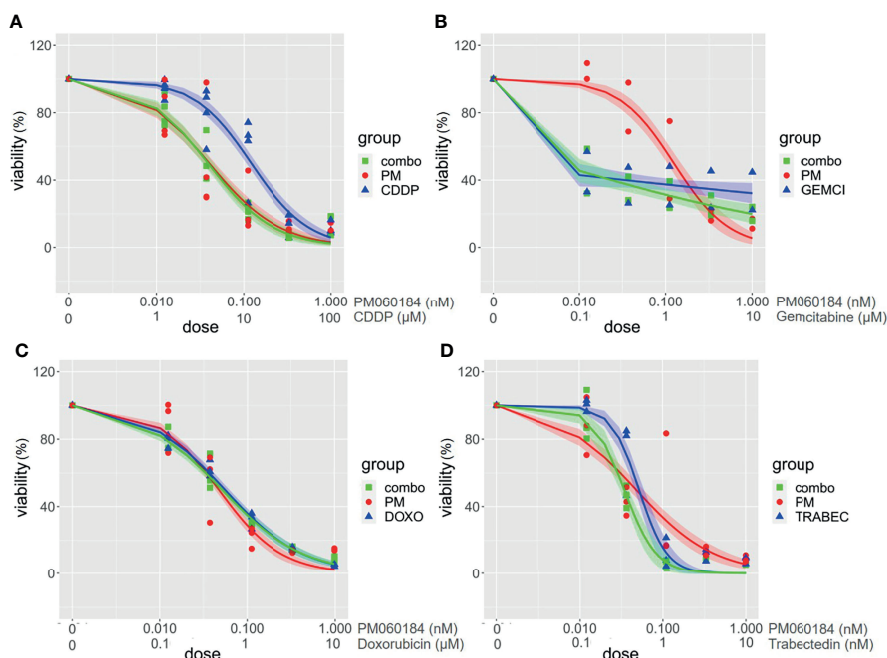 A
120
80
40
0
viability (%)
group
combo
PM
CDDP
0 0.010 0.100 1.000 PM060184 (nM)
0 1 10 100 CDDP (µM)
dose
B
120
80
40
0
viability (%)
group
combo
PM
GEMCI
0 0.010 0.100 1.000 PM060184 (nM)
0 0.1 1 10 Gemcitabine (µM)
dose
C
120
80
40
0
viability (%)
group
combo
PM
DOXO
0.010 0.100 1.000 PM060184 (nM)
0 0.1 1 10 Doxorubicin (µM)
dose
D
120
80
40
0
viability (%)
group
combo
PM
TRABEC
0.010 0.100 1.000 PM060184 (nM)
0 0.1 1 10 Trabectedin (nM)
dose